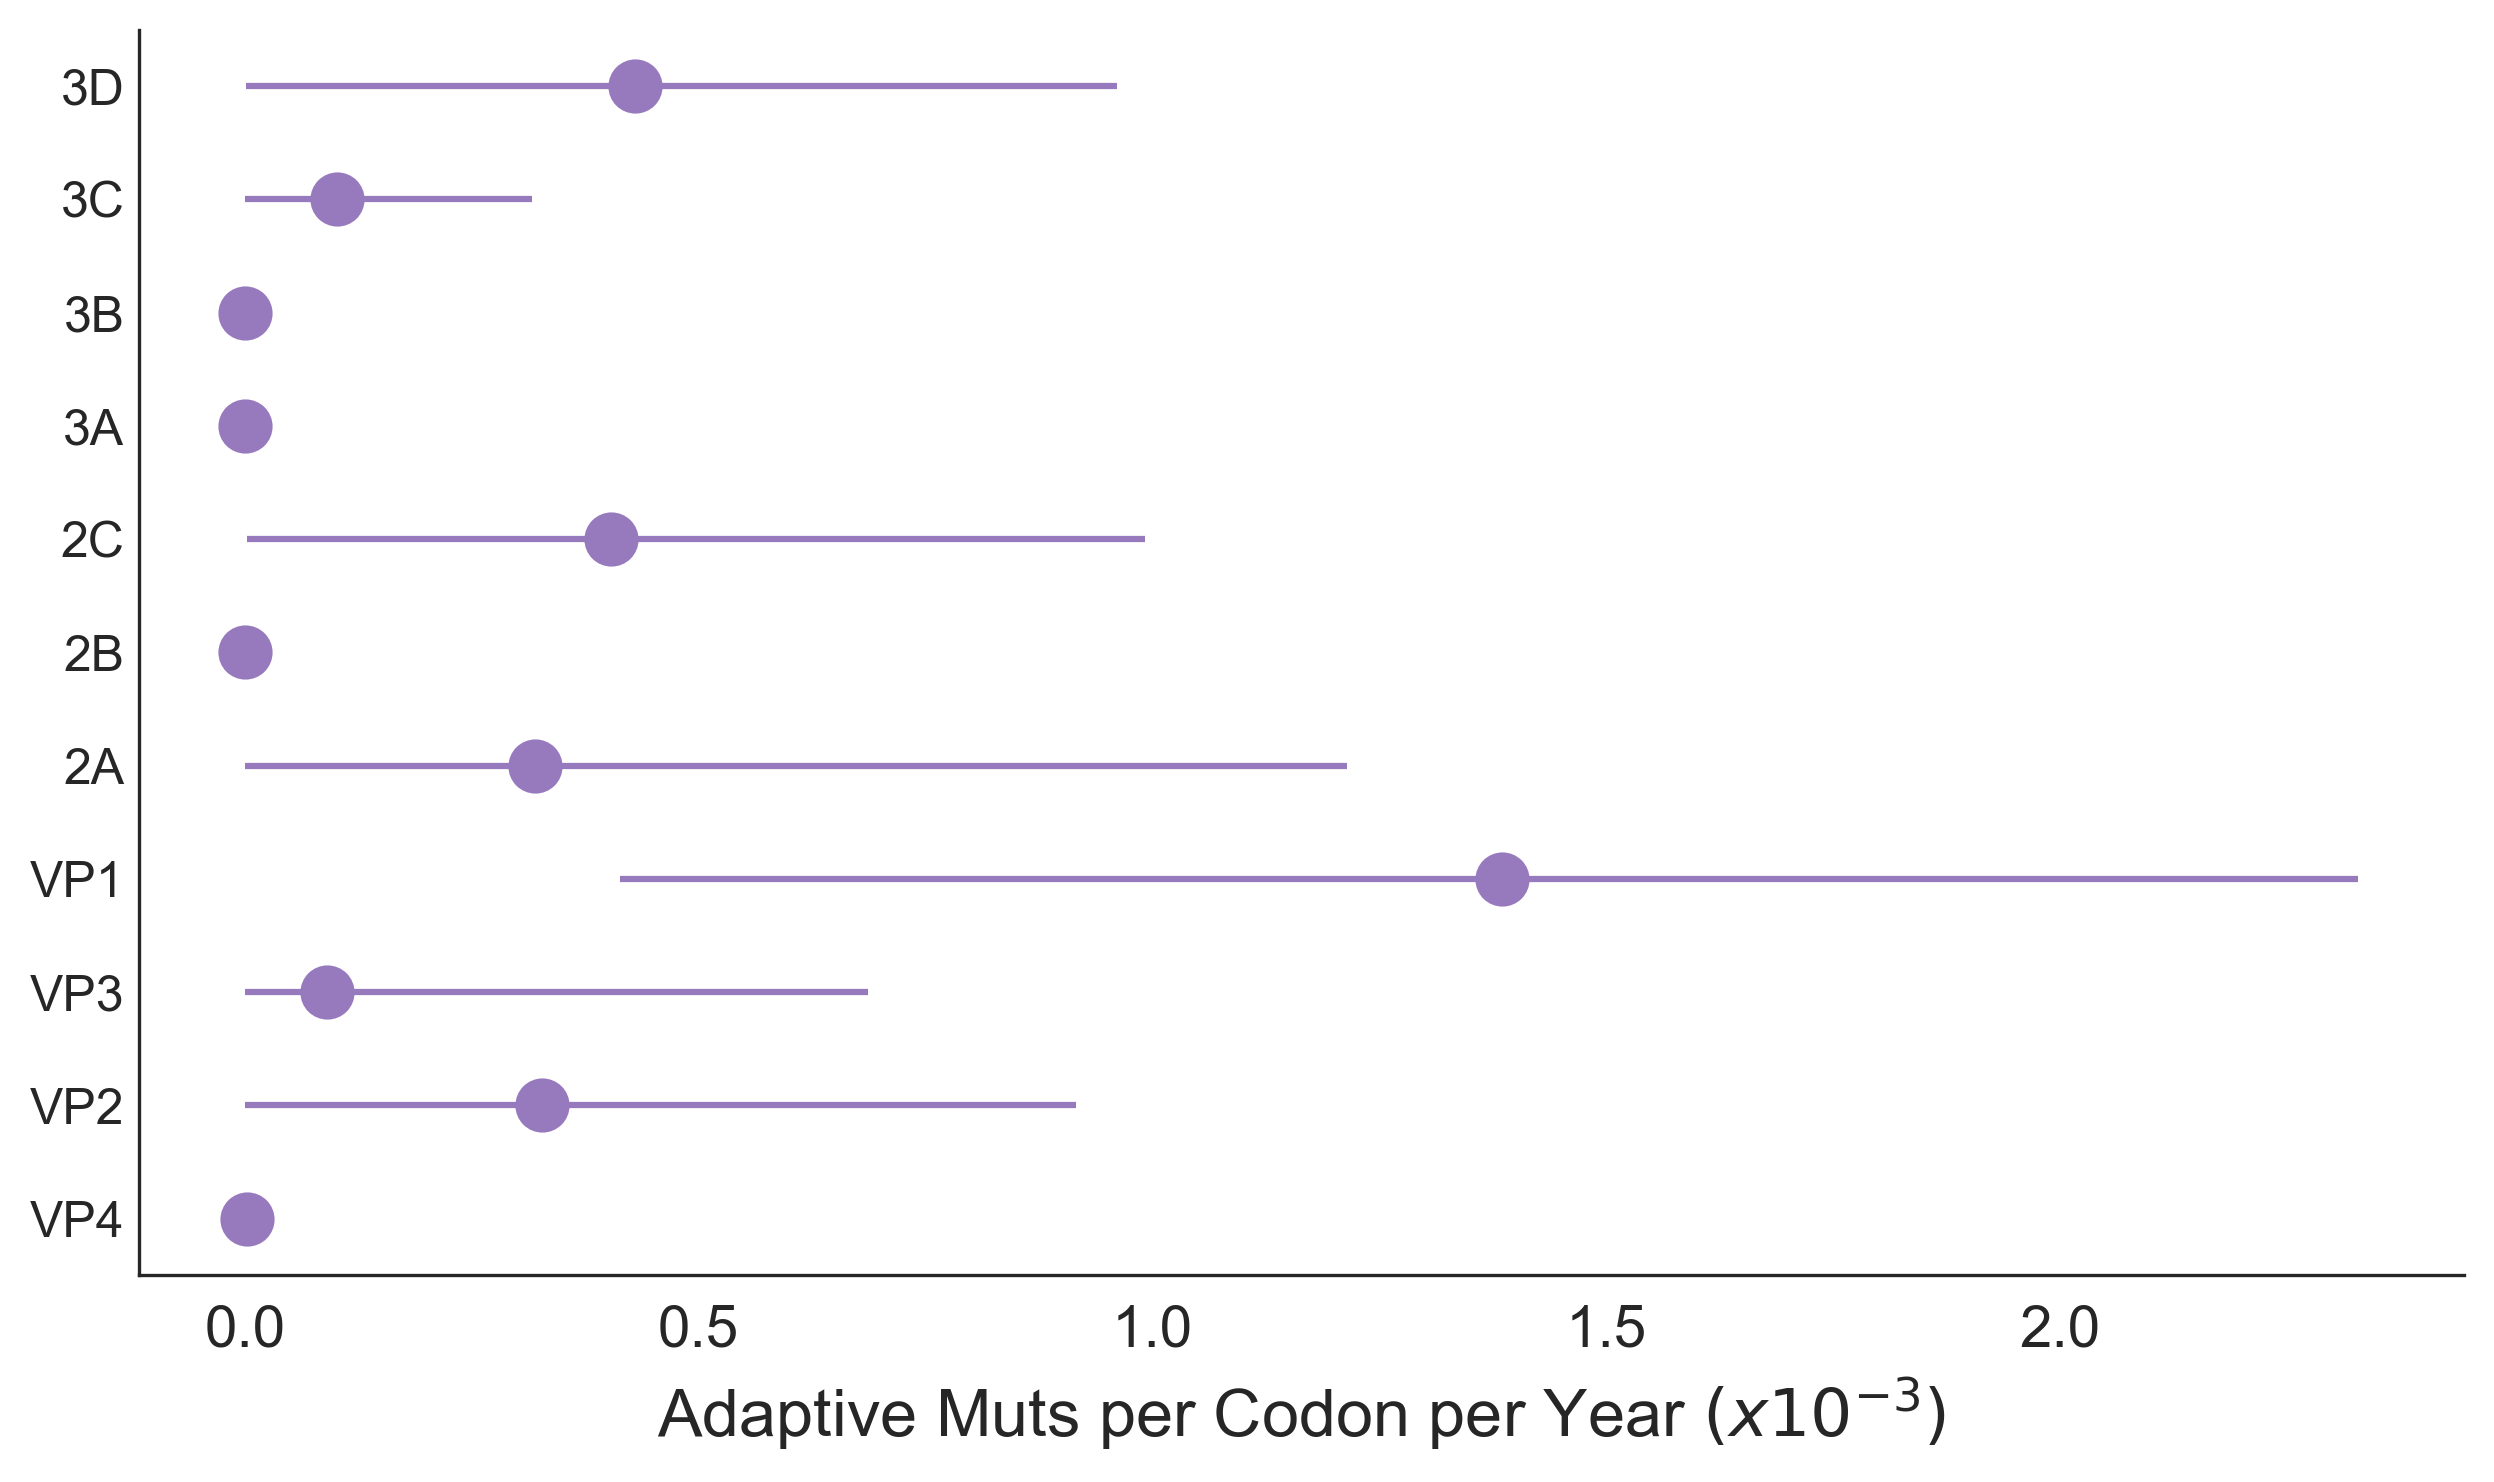 3D
3C
3B
3A
2C
2B
2A
VP1
VP3
VP2
VP4
0.0 0.5 1.0 1.5 2.0
Adaptive Muts per Codon per Year (x10⁻³)